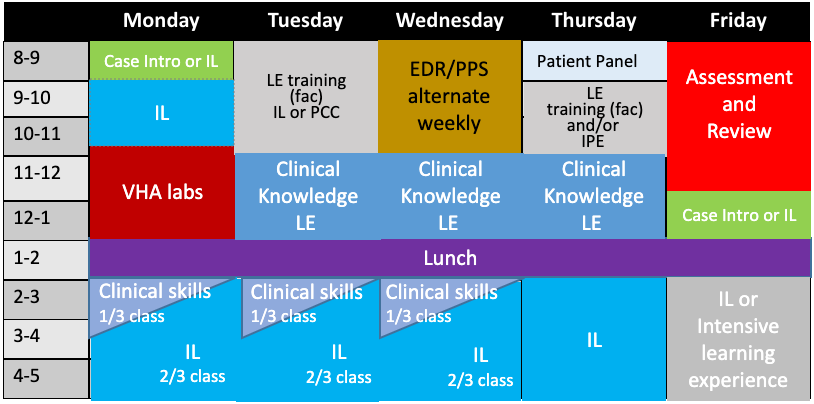 Monday Tuesday Wednesday Thursday Friday
8-9
9-10
10-11
11-12
12-1
1-2
2-3
3-4
4-5
Case Intro or IL
IL
VHA labs
LE training
(fac)
IL or PCC
Clinical
Knowledge
LE
EDR/PPS
alternate
weekly
Clinical
Knowledge
LE
Patient Panel
LE
training (fac)
and/or
IPE
Clinical
Knowledge
LE
Assessment
and
Review
Case Intro or IL
Lunch
Clinical skills
1/3 class
IL
2/3 class
Clinical skills
1/3 class
IL
2/3 class
Clinical skills
1/3 class
IL
2/3 class
IL
IL or
Intensive
learning
experience